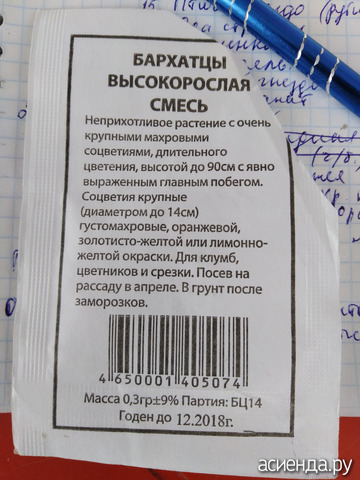 БАРХАТЦЫ
ВЫСОКОРОСЛАЯ
СМЕСЬ
Неприхотливое растение с очень
крупными махровыми
соцветиями, длительного
цветения, высотой до 90см с явно
выраженным главным побегом.
Соцветия крупные
(диаметром до 14см)
густомахровые, оранжевой,
золотисто-желтой или лимонно-
желтой окраски. Для клумб,
цветников и срезки. Посев на
рассаду в апреле. В грунт после
заморозков.
4 650001 405074
Масса 0,3гр±9% Партия: БЦ14
Годен до 12.2018г.
асиенда.ру